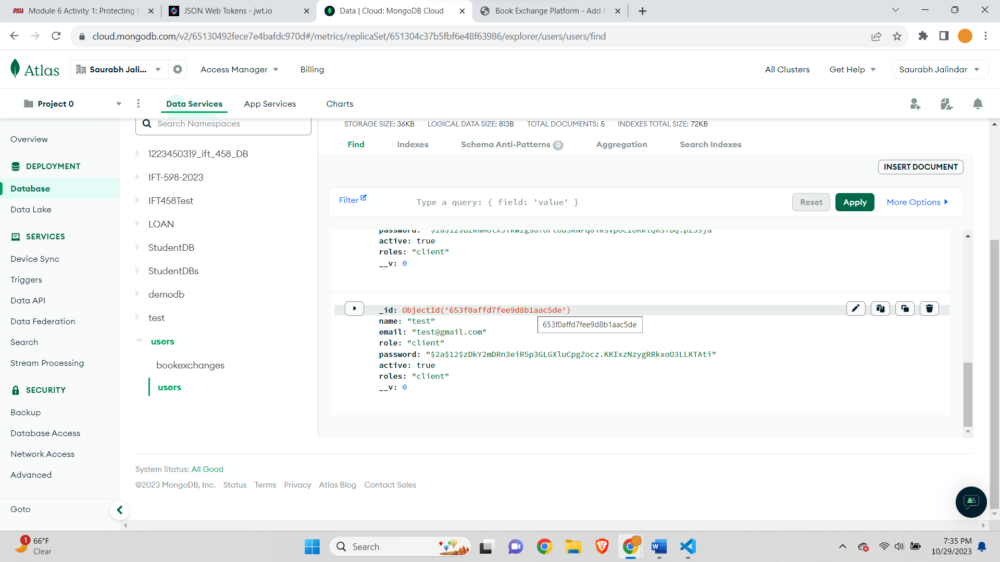 Module 6 Activity 1: Protecting
JSON Web Tokens - jwt.io
Data | Cloud: MongoDB Cloud
Book Exchange Platform - Add
cloud.mongodb.com/v2/65130492fece7e4bafdc970d#/metrics/replicaSet/651304c37b5fbf6e48f63986/explorer/users/users/find
Atlas
Saurabh Jali...
Access Manager
Billing
All Clusters
Get Help
Saurabh Jalindar
Project 0
Data Services
App Services
Charts
Overview
DEPLOYMENT
Database
Data Lake
SERVICES
Device Sync
Triggers
Data API
Data Federation
Search
Stream Processing
SECURITY
Backup
Database Access
Network Access
Advanced
Goto
Search Namespaces
1223450319_ift_458_DB
IFT-598-2023
IFT458Test
LOAN
StudentDB
StudentDBs
demodb
test
users
bookexchanges
users
STORAGE SIZE: 36KB LOGICAL DATA SIZE: 813B TOTAL DOCUMENTS: 5 INDEXES TOTAL SIZE: 72KB
Find
Indexes
Schema Anti-Patterns 0
Aggregation
Search Indexes
INSERT DOCUMENT
Filter
Type a query: { field: 'value' }
Reset
Apply
More Options
password:
active: true
roles: "client"
__v: 0
_id: ObjectId('653f0affd7fee9d8b1aac5de')
name: "test"
653f0affd7fee9d8b1aac5de
email: "test@gmail.com"
role: "client"
password: "$2a$12$zDkY2mDRn3eiR5p3GLGXluCpgZocz.KKIxzNzygRRkxoO3LLKTAti"
active: true
roles: "client"
__v: 0
System Status: All Good
©2023 MongoDB, Inc. Status Terms Privacy Atlas Blog Contact Sales
1
66°F
Clear
Search
7:35 PM
10/29/2023